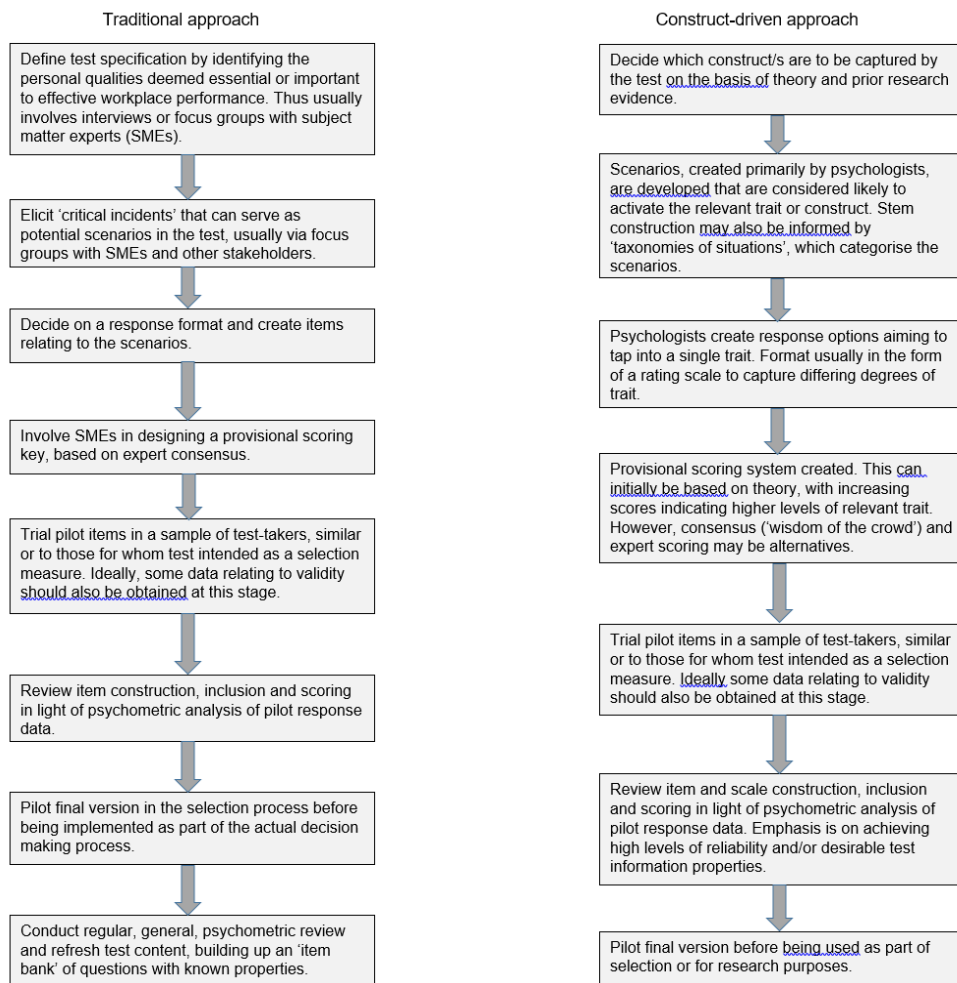 Traditional approach
Define test specification by identifying the
personal qualities deemed essential or important
to effective workplace performance. Thus usually
involves interviews or focus groups with subject
matter experts (SMEs).
Elicit ‘critical incidents’ that can serve as
potential scenarios in the test, usually via focus
groups with SMEs and other stakeholders.
Decide on a response format and create items
relating to the scenarios.
Involve SMEs in designing a provisional scoring
key, based on expert consensus.
Trial pilot items in a sample of test-takers, similar
or to those for whom test intended as a selection
measure. Ideally, some data relating to validity
should also be obtained at this stage.
Review item construction, inclusion and scoring
in light of psychometric analysis of pilot response
data.
Pilot final version in the selection process before
being implemented as part of the actual decision
making process.
Conduct regular, general, psychometric review
and refresh test content, building up an ‘item
bank’ of questions with known properties.
Construct-driven approach
Decide which construct/s are to be captured by
the test on the basis of theory and prior research
evidence.
Scenarios, created primarily by psychologists,
are developed that are considered likely to
activate the relevant trait or construct. Stem
construction may also be informed by
‘taxonomies of situations’, which categorise the
scenarios.
Psychologists create response options aiming to
tap into a single trait. Format usually in the form
of a rating scale to capture differing degrees of
trait.
Provisional scoring system created. This can
initially be based on theory, with increasing
scores indicating higher levels of relevant trait.
However, consensus (‘wisdom of the crowd’) and
expert scoring may be alternatives.
Trial pilot items in a sample of test-takers, similar
or to those for whom test intended as a selection
measure. Ideally some data relating to validity
should also be obtained at this stage.
Review item and scale construction, inclusion
and scoring in light of psychometric analysis of
pilot response data. Emphasis is on achieving
high levels of reliability and/or desirable test
information properties.
Pilot final version before being used as part of
selection or for research purposes.